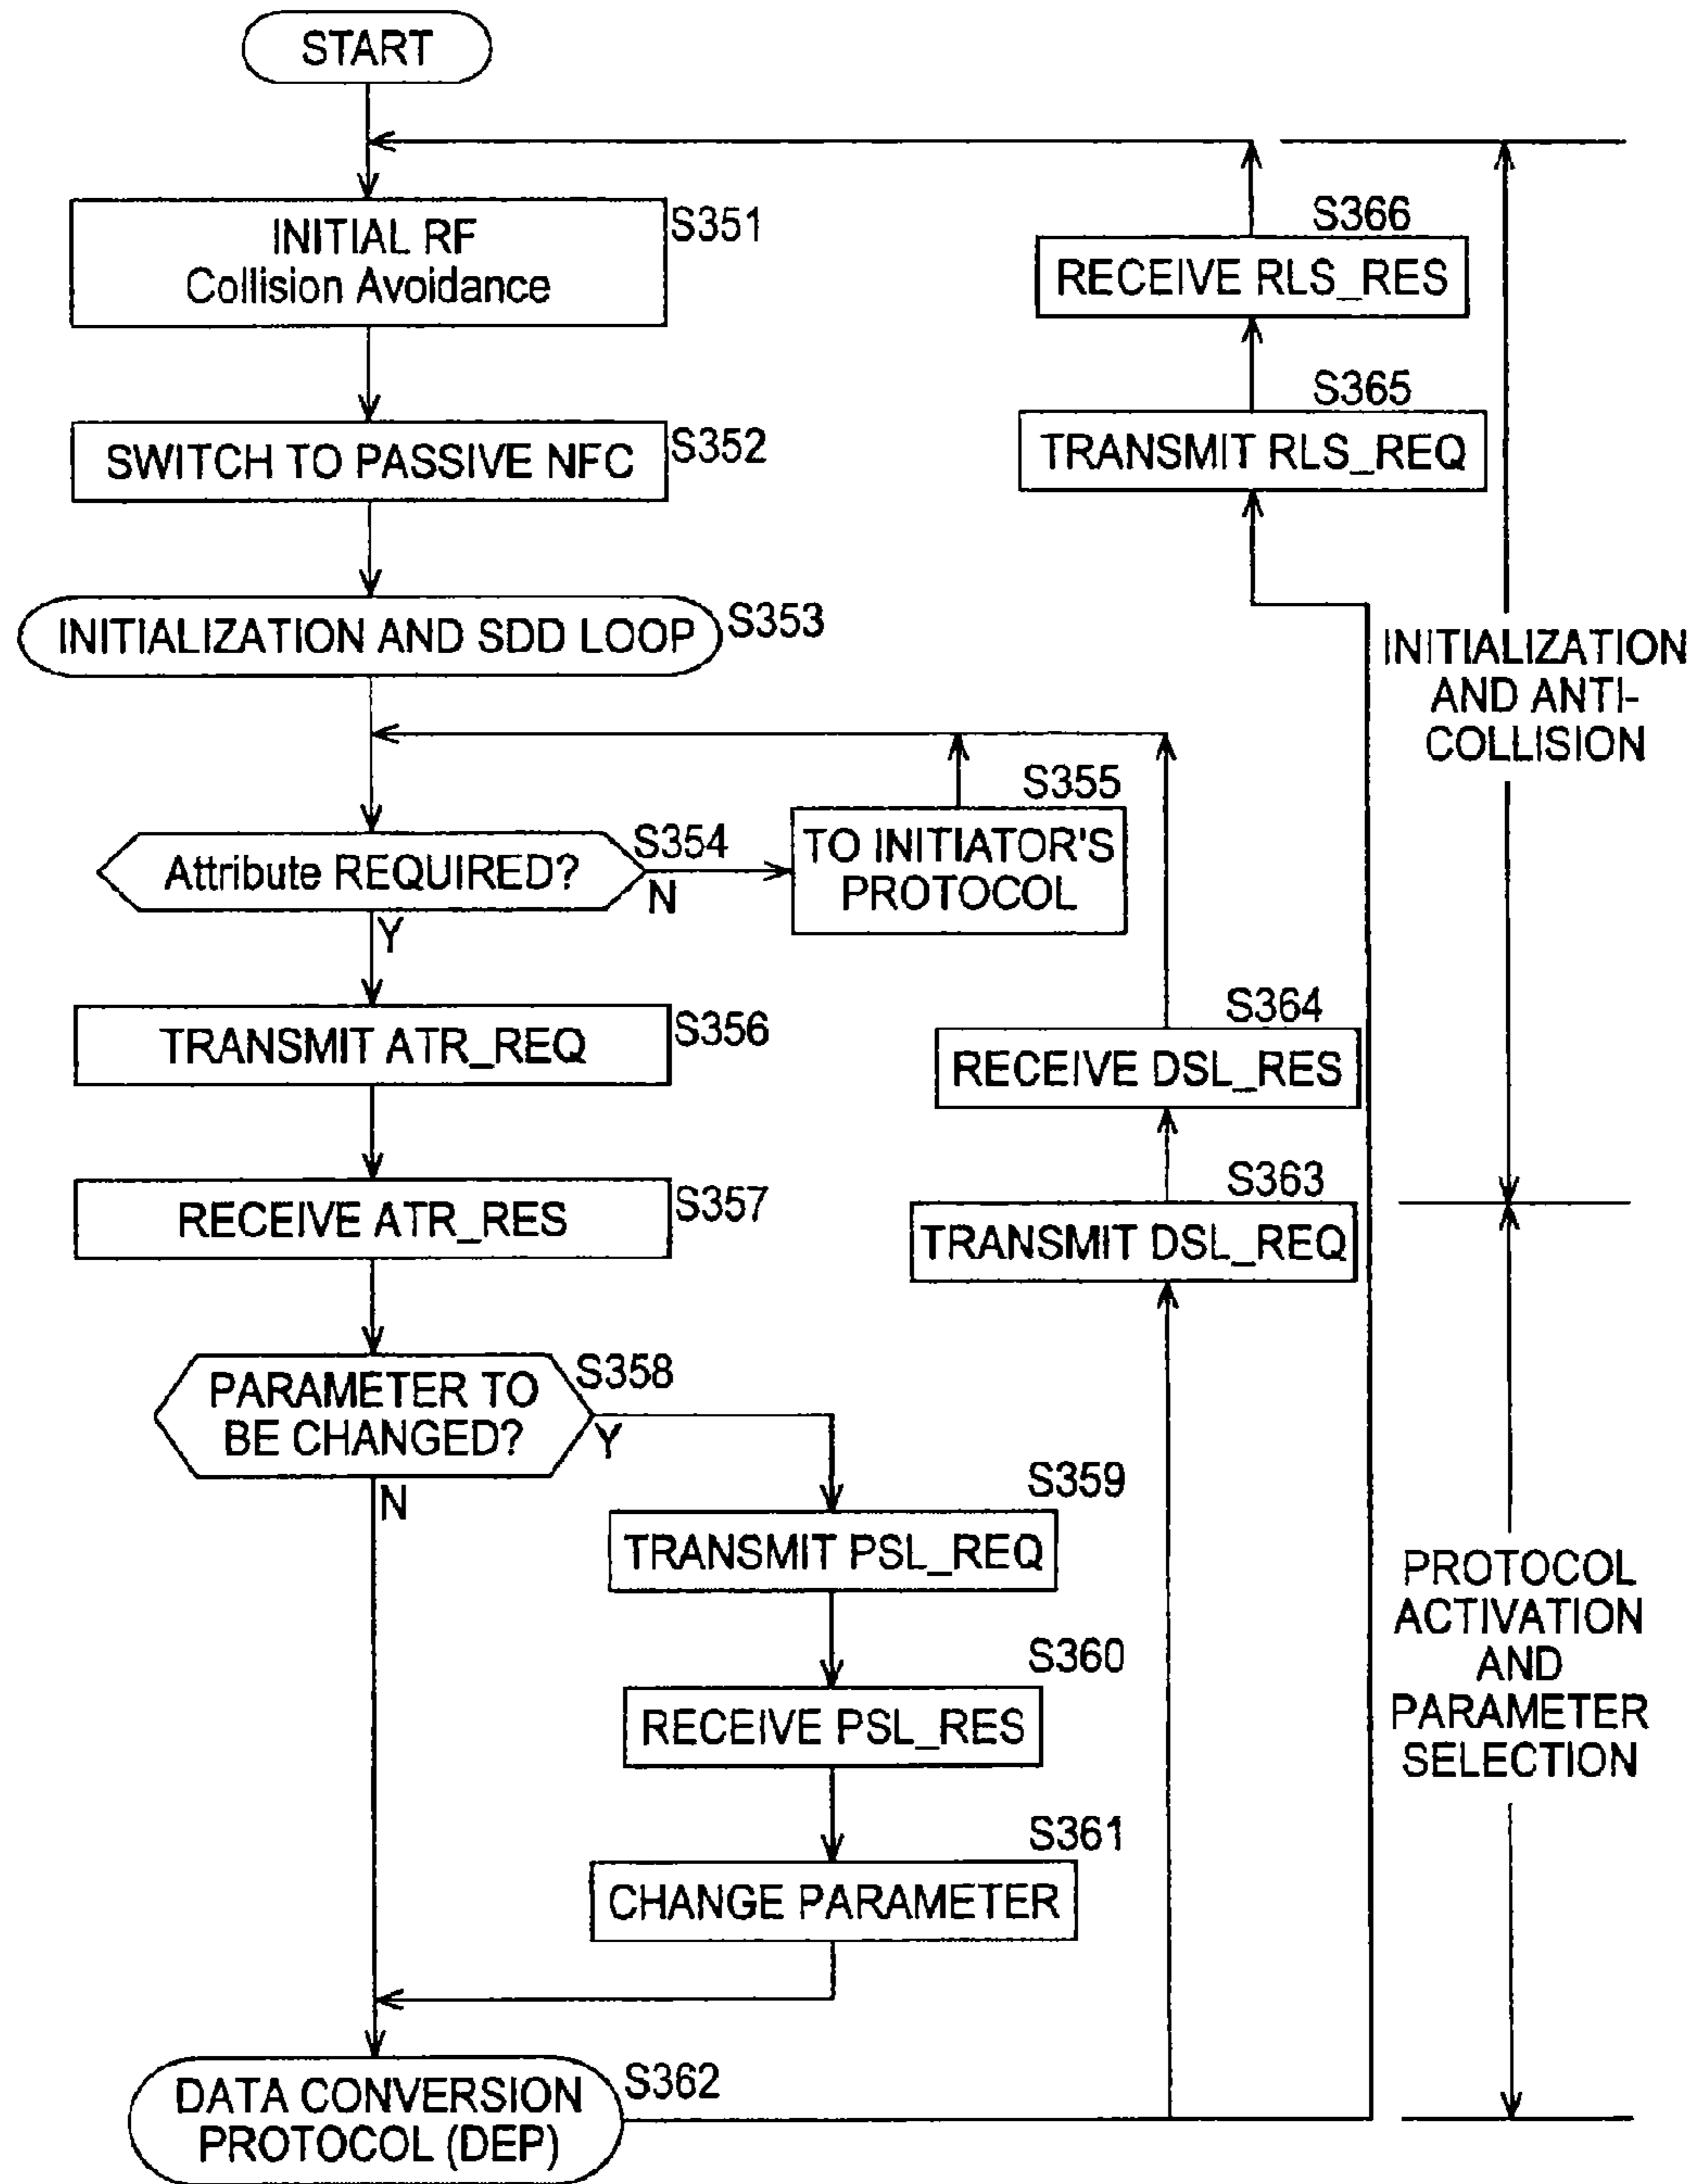 START
INITIAL RF
Collision Avoidance
S351
SWITCH TO PASSIVE NFC
S352
INITIALIZATION AND SDD LOOP
S353
Attribute REQUIRED?
S354
N
Y
TO INITIATOR'S
PROTOCOL
S355
TRANSMIT ATR_REQ
S356
RECEIVE ATR_RES
S357
PARAMETER TO
BE CHANGED?
S358
Y
N
S359
TRANSMIT PSL_REQ
S360
RECEIVE PSL_RES
S361
CHANGE PARAMETER
DATA CONVERSION
PROTOCOL (DEP)
S362
S363
TRANSMIT DSL_REQ
S364
RECEIVE DSL_RES
S365
TRANSMIT RLS_REQ
S366
RECEIVE RLS_RES
INITIALIZATION
AND ANTI-
COLLISION
PROTOCOL
ACTIVATION
AND
PARAMETER
SELECTION